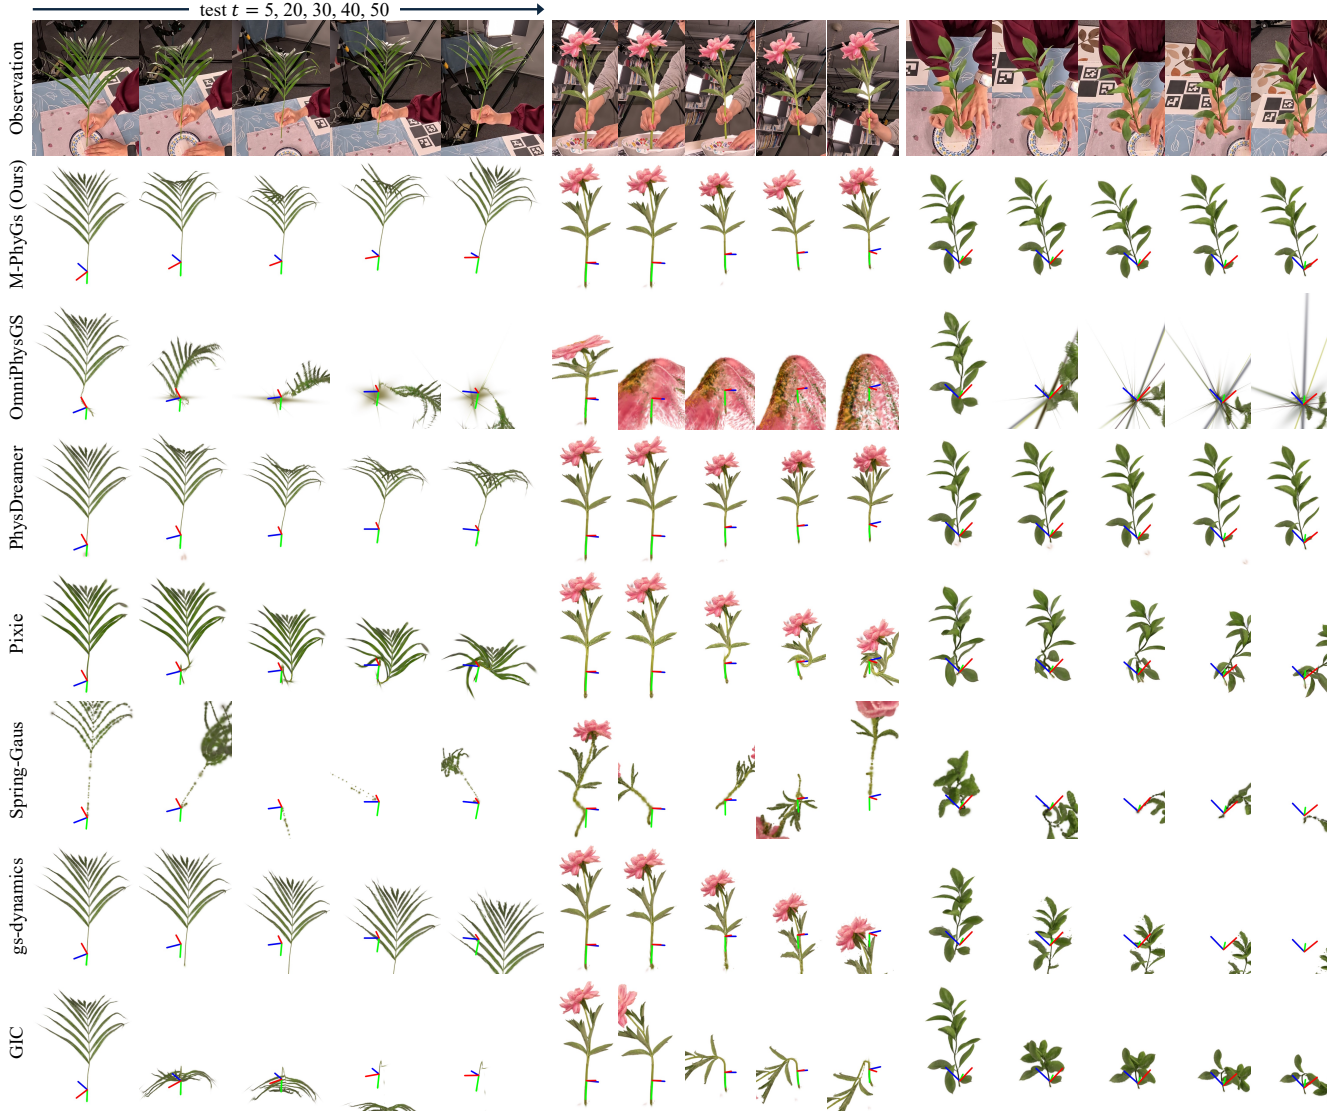 test t = 5, 20, 30, 40, 50
Observation
M-PhyGs (Ours)
OmniPhysGS
PhysDreamer
Pixie
Spring-Gaus
gs-dynamics
GIC